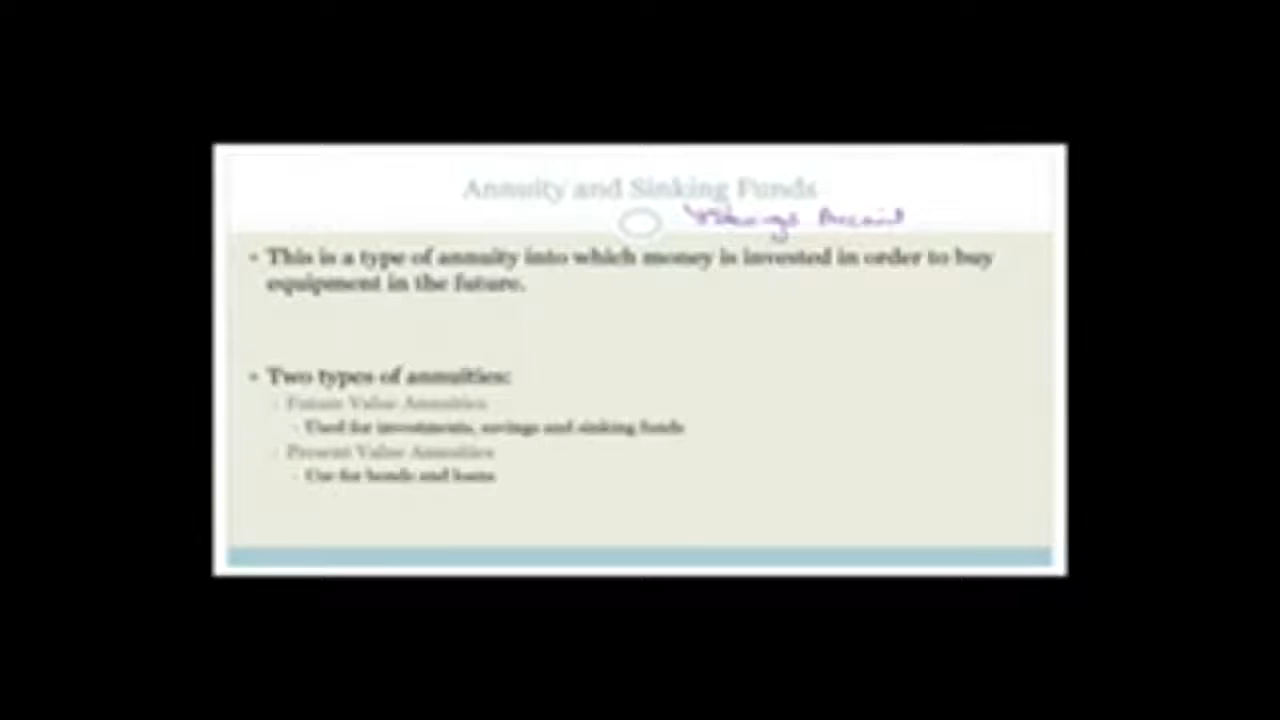 Annuity and Sinking Funds
Savings Account
• This is a type of annuity into which money is invested in order to buy
equipment in the future.
• Two types of annuities:
- Future Value Annuities
- Used for investments, savings and sinking funds
- Present Value Annuities
- Use for bonds and loans